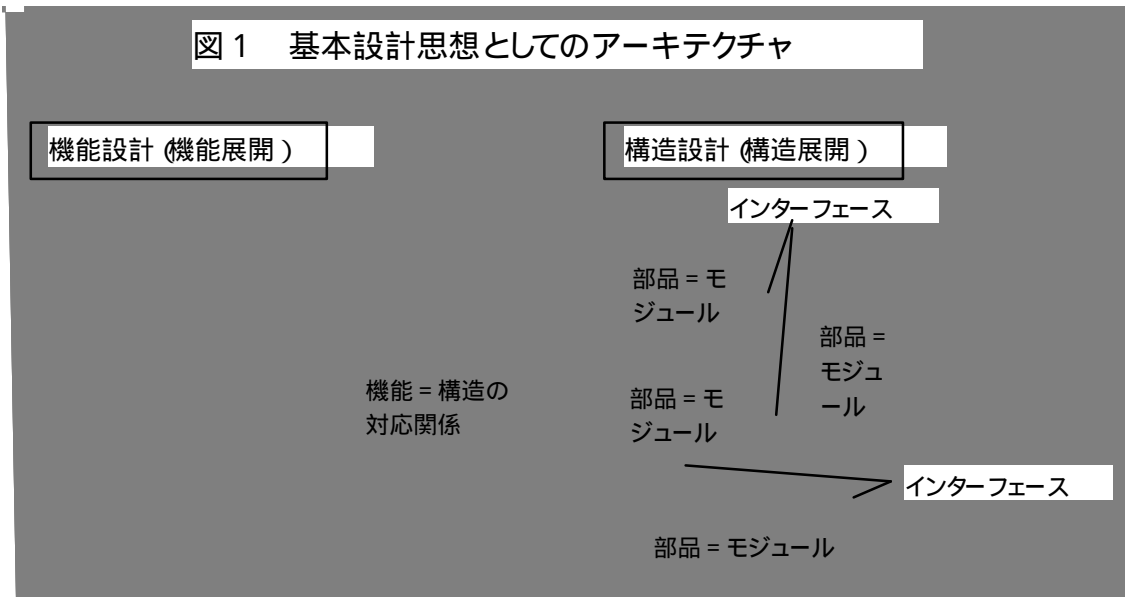 図1 基本設計思想としてのアーキテクチャ
機能設計(機能展開)
構造設計(構造展開)
インターフェース
部品=モ
ジュール
部品=
モジュ
ール
機能=構造の
対応関係
部品=モ
ジュール
インターフェース
部品=モジュール